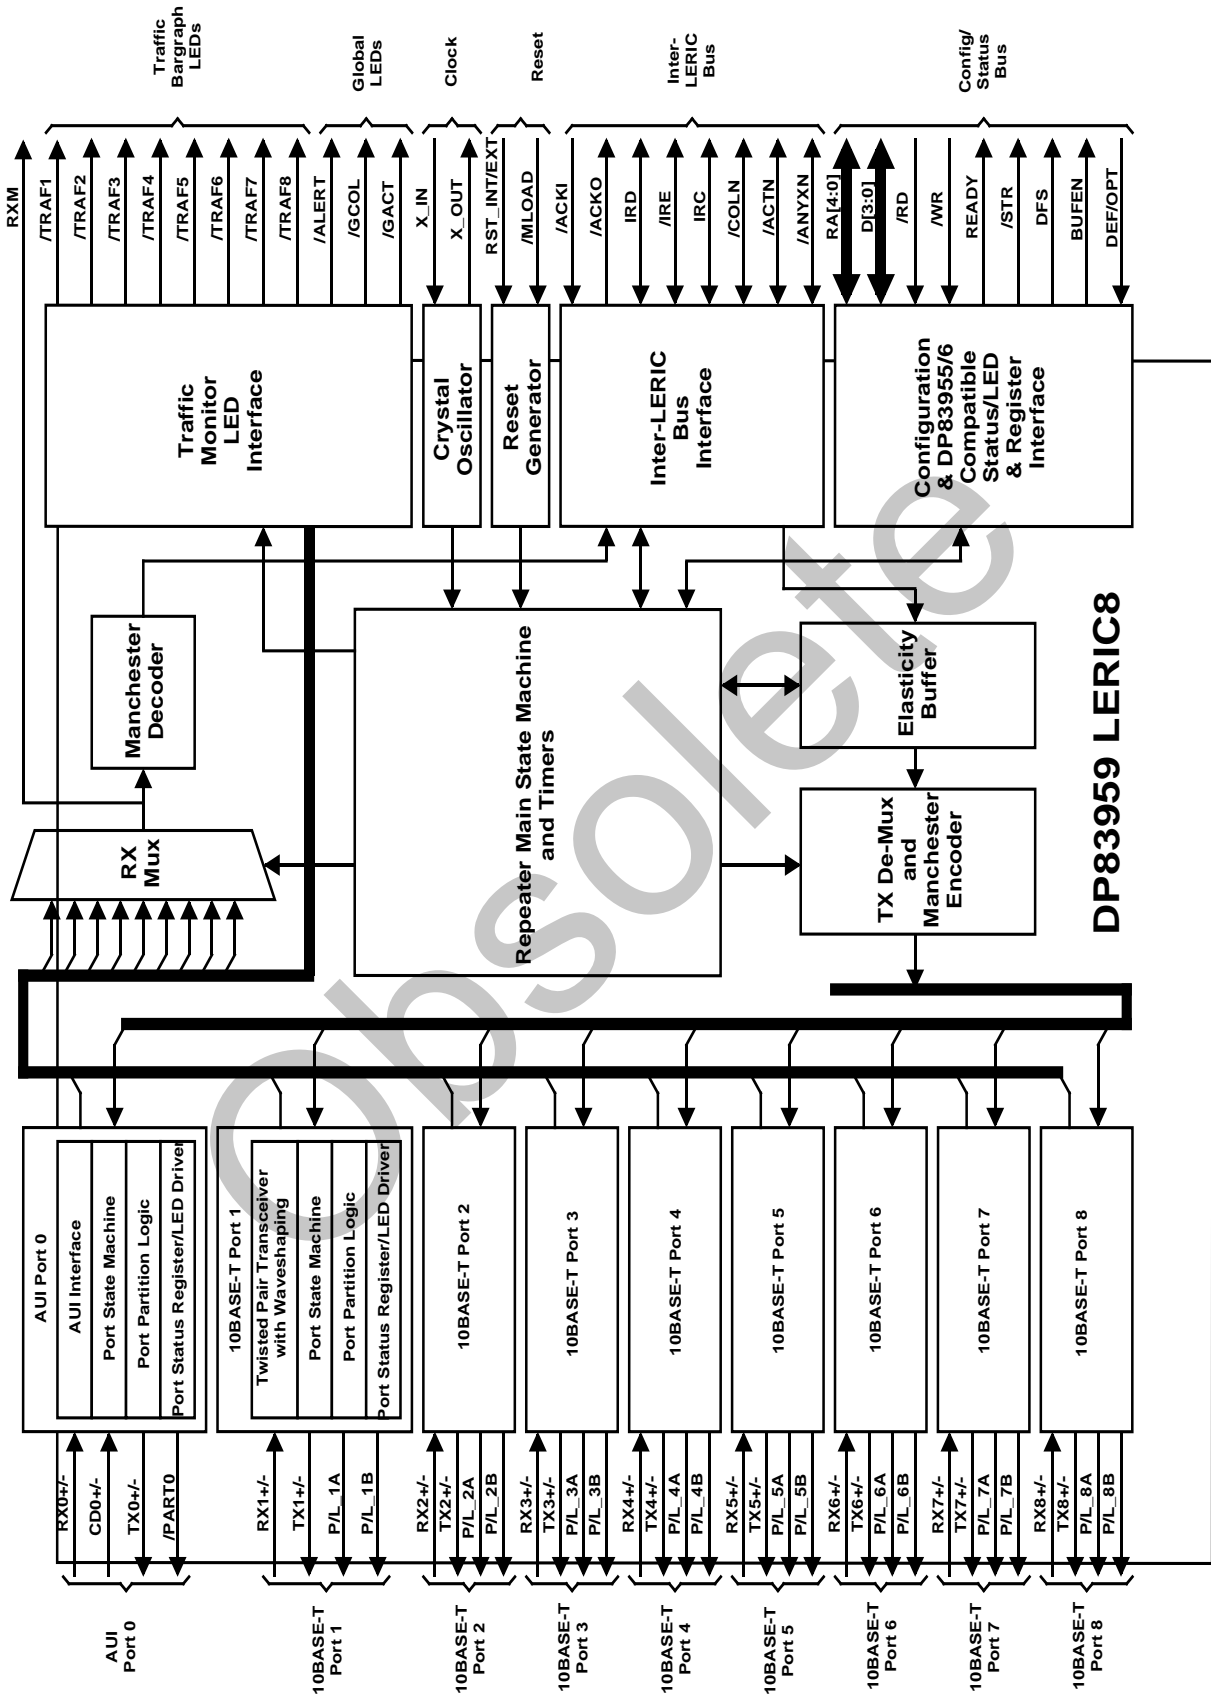 RXM
/TRAF1
/TRAF2
/TRAF3
/TRAF4
/TRAF5
/TRAF6
/TRAF7
/TRAF8
/ALERT
/GCOL
/GACT
X_IN
X_OUT
RST_INT/EXT
/MLOAD
/ACKI
/ACKO
IRD
/IRE
IRC
/COLN
/ACTN
/ANYXN
RA[4:0]
D[3:0]
/RD
/WR
READY
/STR
DFS
BUFEN
DEF/OPT
Traffic
Bargraph
LEDs
Global
LEDs
Clock
Reset
Inter-
LERIC
Bus
Config/
Status
Bus
Traffic
Monitor
LED
Interface
Crystal
Oscillator
Reset
Generator
Inter-LERIC
Bus
Interface
Configuration
& DP83955/6
Compatible
Status/LED
& Register
Interface
Manchester
Decoder
RX
Mux
Repeater Main State Machine
and Timers
Elasticity
Buffer
TX De-Mux
and
Manchester
Encoder
DP83959 LERIC8
Obsolete
AUI Port 0
AUI Interface
Port State Machine
Port Partition Logic
Port Status Register/LED Driver
10BASE-T Port 1
Twisted Pair Transceiver
with Waveshaping
Port State Machine
Port Partition Logic
Port Status Register/LED Driver
10BASE-T Port 2
10BASE-T Port 3
10BASE-T Port 4
10BASE-T Port 5
10BASE-T Port 6
10BASE-T Port 7
10BASE-T Port 8
RX0+/-
CD0+/-
TX0+/-
/PART0
RX1+/-
TX1+/-
P/L_1A
P/L_1B
RX2+/-
TX2+/-
P/L_2A
P/L_2B
RX3+/-
TX3+/-
P/L_3A
P/L_3B
RX4+/-
TX4+/-
P/L_4A
P/L_4B
RX5+/-
TX5+/-
P/L_5A
P/L_5B
RX6+/-
TX6+/-
P/L_6A
P/L_6B
RX7+/-
TX7+/-
P/L_7A
P/L_7B
RX8+/-
TX8+/-
P/L_8A
P/L_8B
AUI
Port 0
10BASE-T
Port 1
10BASE-T
Port 2
10BASE-T
Port 3
10BASE-T
Port 4
10BASE-T
Port 5
10BASE-T
Port 6
10BASE-T
Port 7
10BASE-T
Port 8